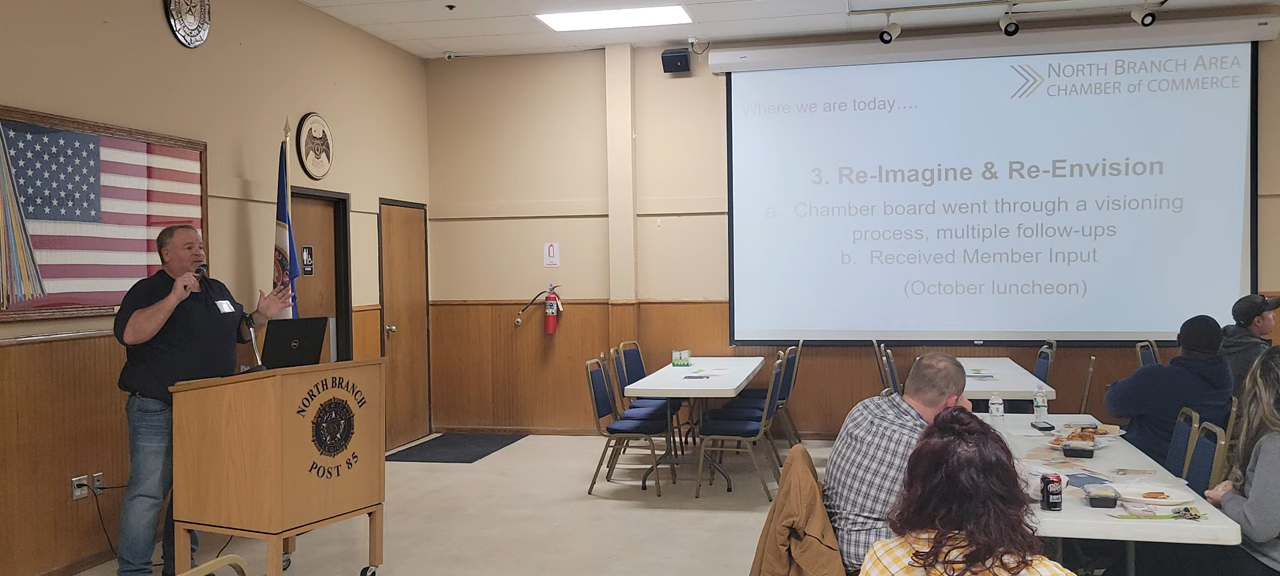 NORTH BRANCH AREA
CHAMBER of COMMERCE
Where we are today....
3. Re-Imagine & Re-Envision
a. Chamber board went through a visioning
process, multiple follow-ups
b. Received Member Input
(October luncheon)
NORTH BRANCH
POST 85